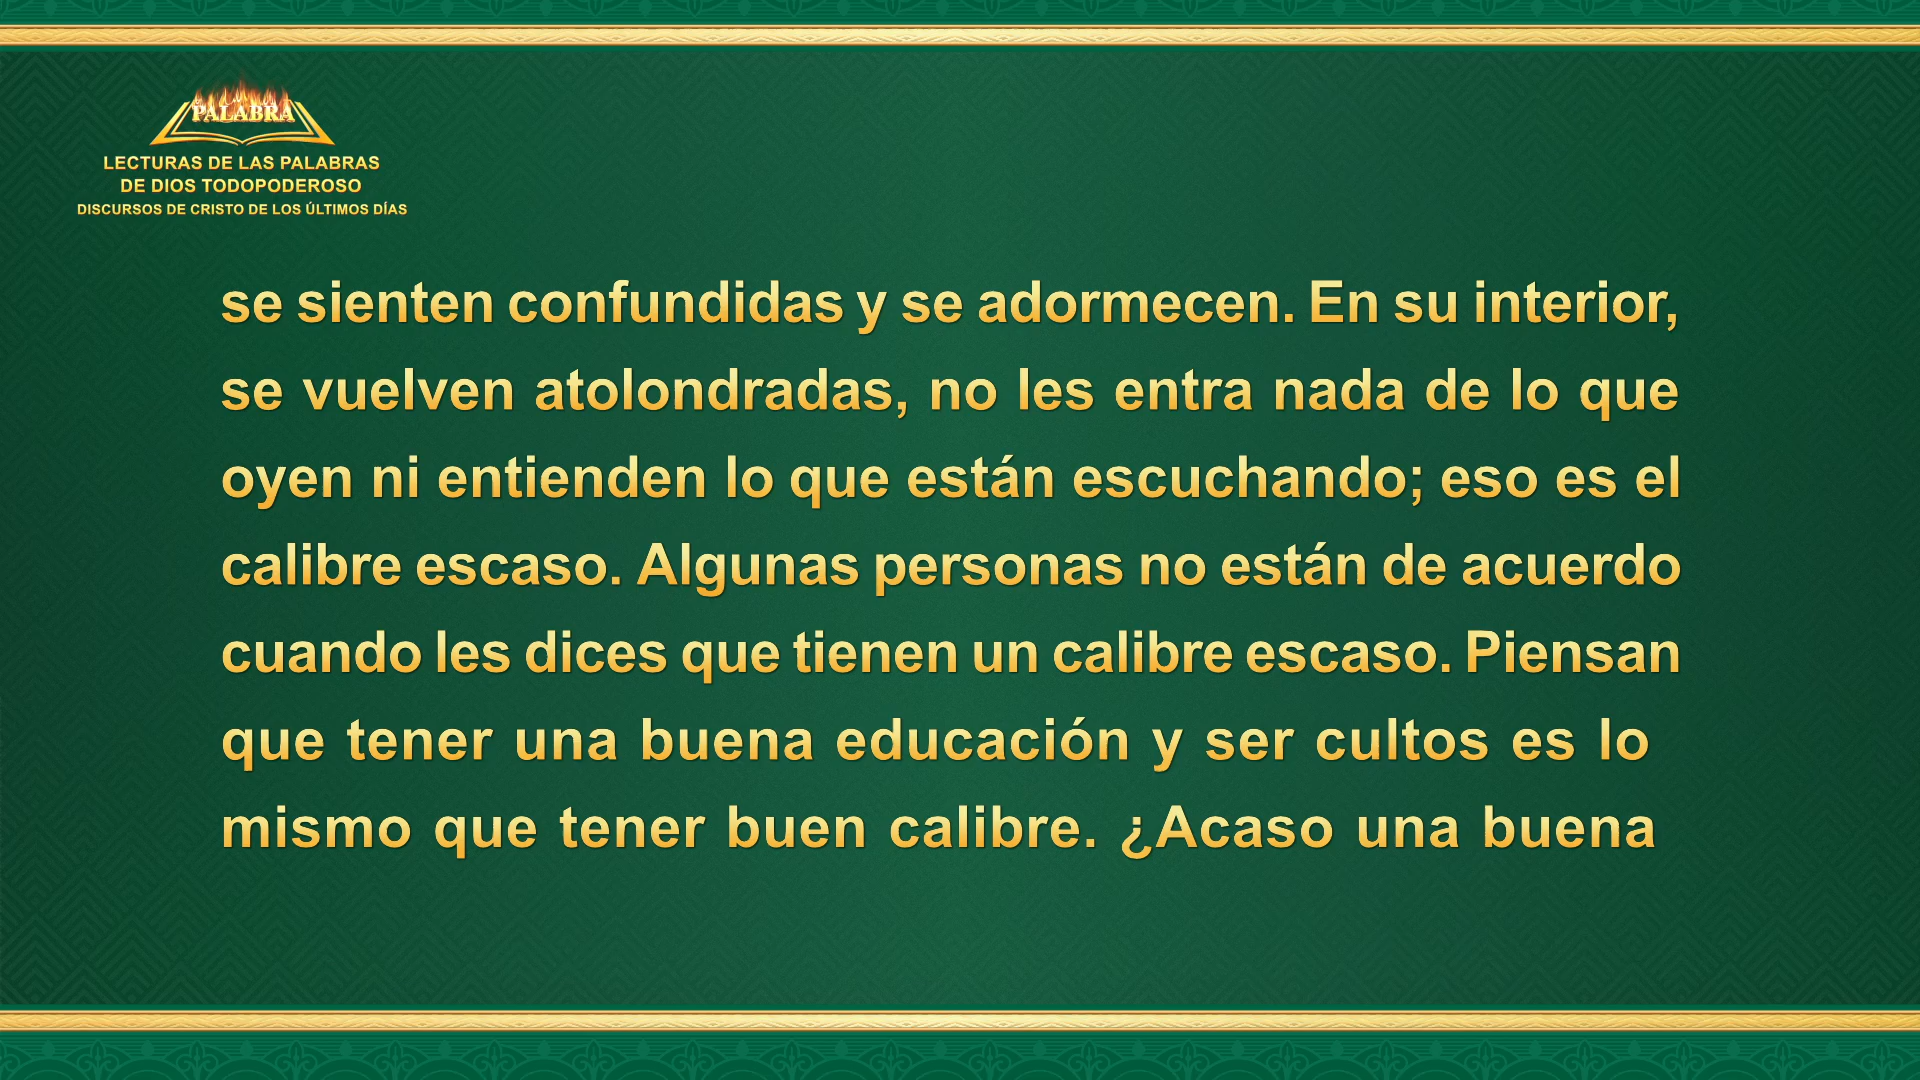 PALABRA
LECTURAS DE LAS PALABRAS
DE DIOS TODOPODEROSO
DISCURSOS DE CRISTO DE LOS ÚLTIMOS DÍAS
se sienten confundidas y se adormecen. En su interior,
se vuelven atolondradas, no les entra nada de lo que
oyen ni entienden lo que están escuchando; eso es el
calibre escaso. Algunas personas no están de acuerdo
cuando les dices que tienen un calibre escaso. Piensan
que tener una buena educación y ser cultos es lo
mismo que tener buen calibre. ¿Acaso una buena